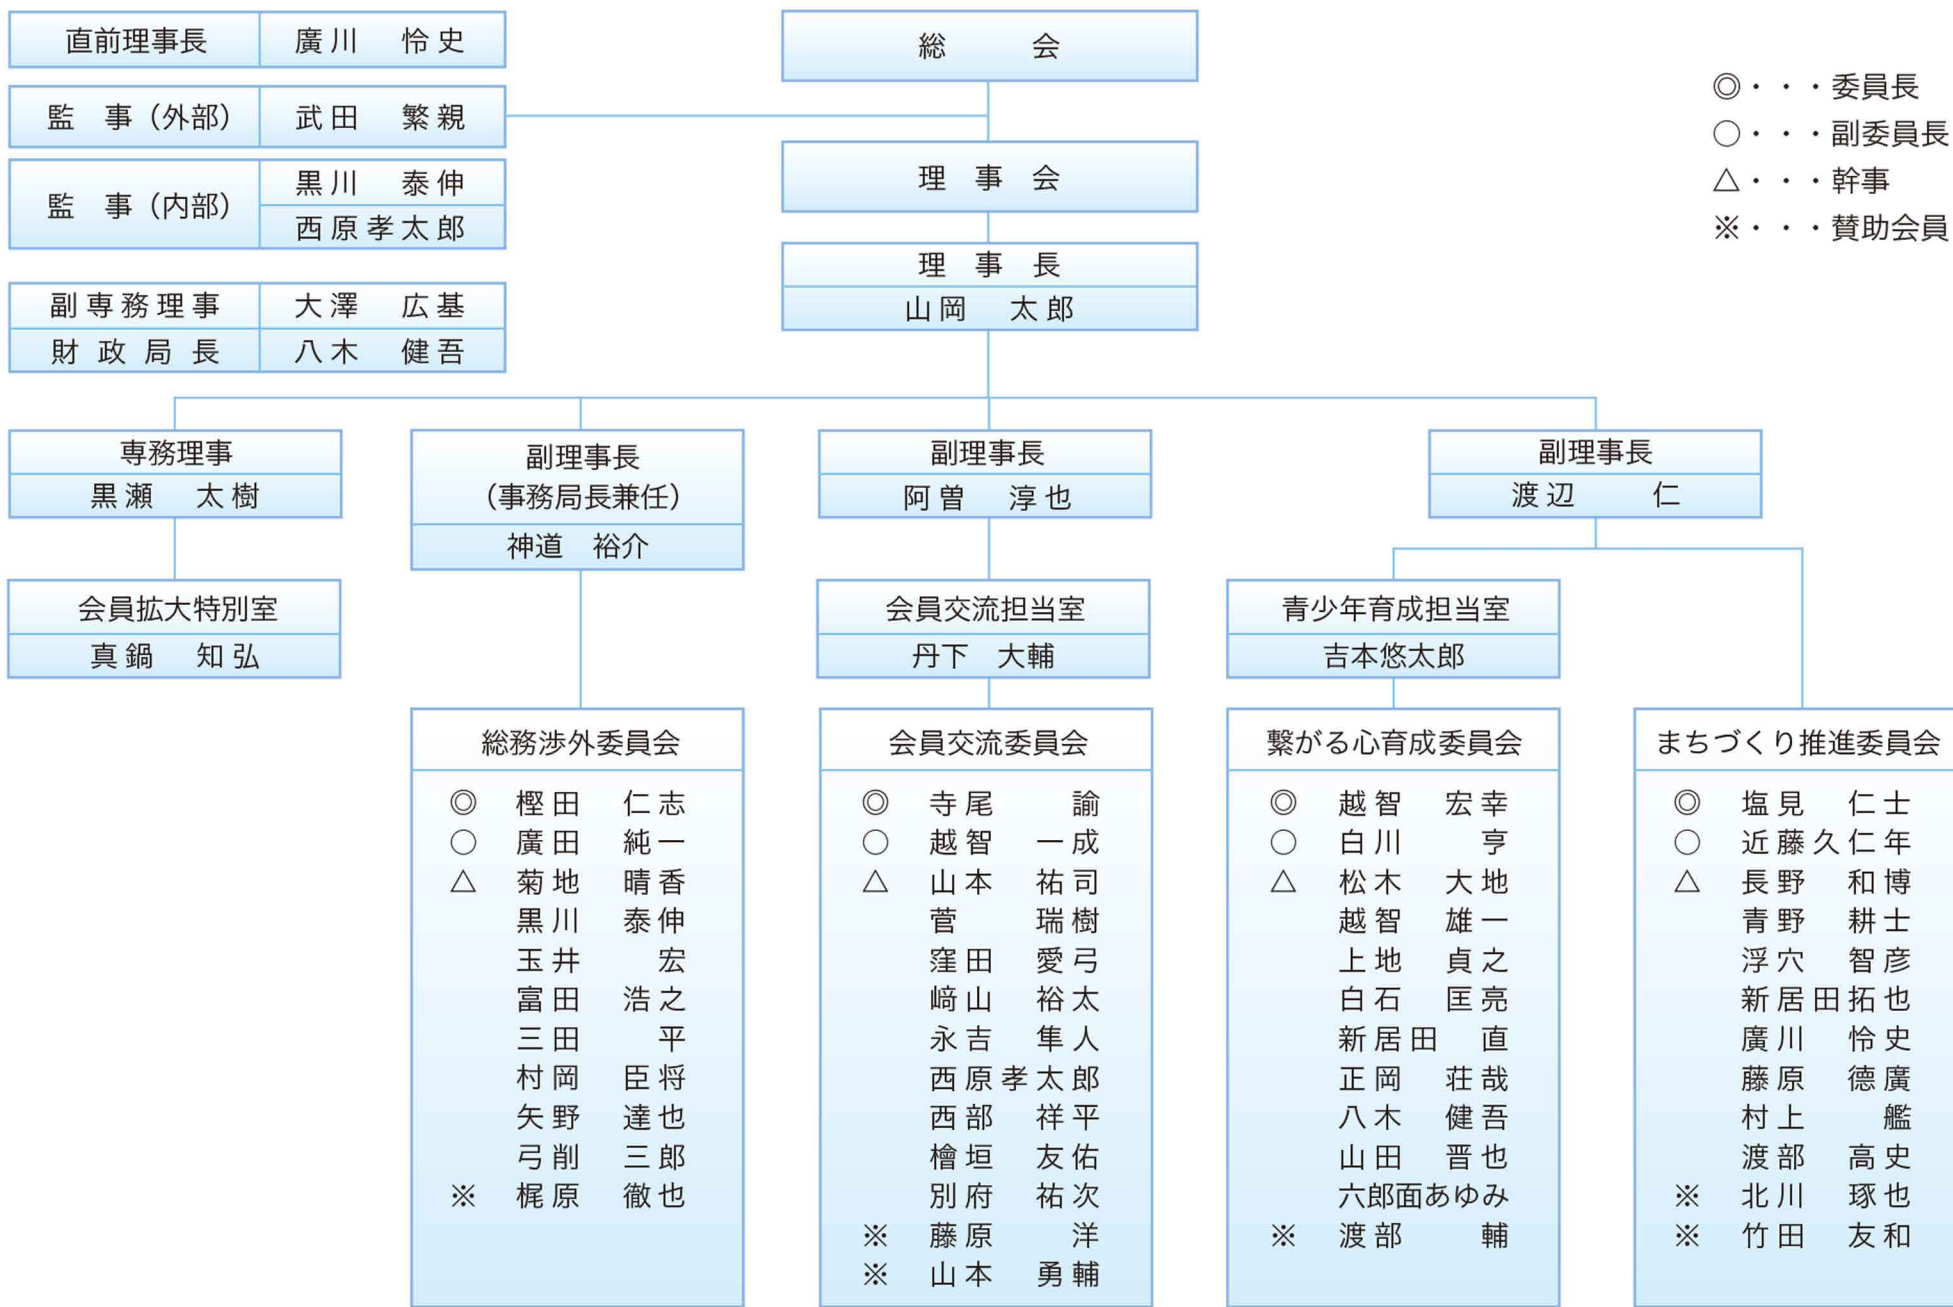 直前理事長 廣川 怜史
監 事（外部） 武田 繁親
監 事（内部） 黒川 泰伸
西原孝太郎
副専務理事 大澤 広基
財政局長 八木 健吾
総 会
理 事 会
理 事 長
山岡 太郎
◎・・・委員長
○・・・副委員長
△・・・幹事
※・・・賛助会員
専務理事
黒瀬 太樹
会員拡大特別室
真鍋 知弘
副理事長
（事務局長兼任）
神道 裕介
副理事長
阿曽 淳也
会員交流担当室
丹下 大輔
副理事長
渡辺 仁
青少年育成担当室
吉本悠太郎
総務渉外委員会
◎ 樫田 仁志
○ 廣田 純一
△ 菊地 晴香
黒川 泰伸
玉井 宏
富田 浩之
三田 平
村岡 臣将
矢野 達也
弓削 三郎
※ 梶原 徹也
会員交流委員会
◎ 寺尾 諭
○ 越智 一成
△ 山本 祐司
菅 瑞樹
窪田 愛弓
﨑山 裕太
永吉 隼人
西原孝太郎
西部 祥平
檜垣 友佑
別府 祐次
※ 藤原 洋
※ 山本 勇輔
繋がる心育成委員会
◎ 越智 宏幸
○ 白川 亨
△ 松木 大地
越智 雄一
上地 貞之
白石 匡亮
新居田 直
正岡 荘哉
八木 健吾
山田 晋也
六郎面あゆみ
※ 渡部 輔
まちづくり推進委員会
◎ 塩見 仁士
○ 近藤久仁年
△ 長野 和博
青野 耕士
浮穴 智彦
新居田拓也
廣川 怜史
藤原 德廣
村上 艦
渡部 高史
※ 北川 琢也
※ 竹田 友和